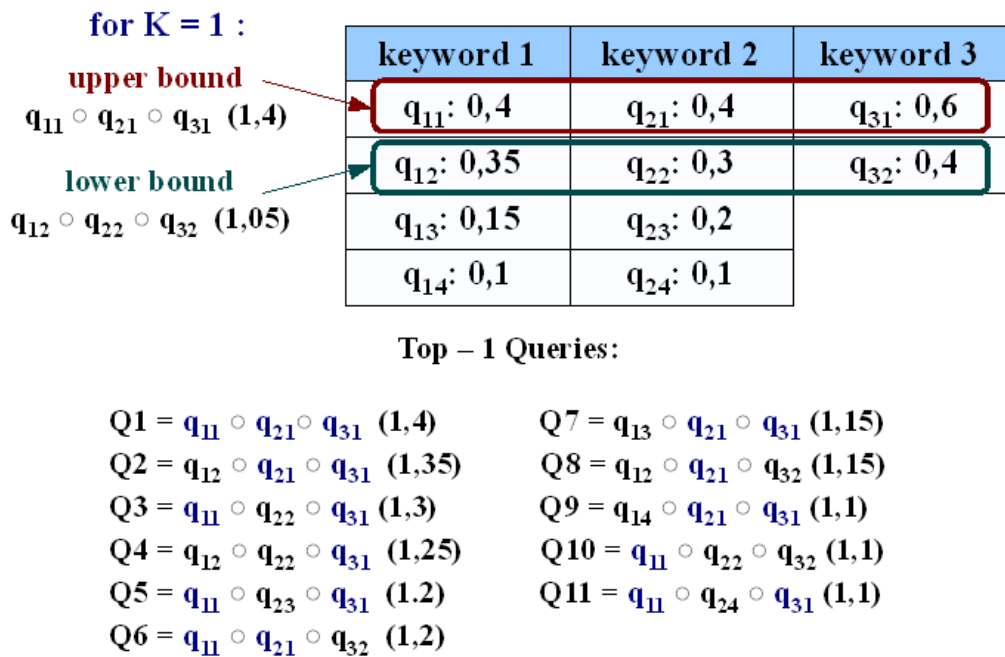 for K = 1 :
upper bound
q11 ○ q21 ○ q31 (1,4)
lower bound
q12 ○ q22 ○ q32 (1,05)
keyword 1 keyword 2 keyword 3
q11: 0,4 q21: 0,4 q31: 0,6
q12: 0,35 q22: 0,3 q32: 0,4
q13: 0,15 q23: 0,2
q14: 0,1 q24: 0,1
Top – 1 Queries:
Q1 = q11 ○ q21 ○ q31 (1,4)
Q2 = q12 ○ q21 ○ q31 (1,35)
Q3 = q11 ○ q22 ○ q31 (1,3)
Q4 = q12 ○ q22 ○ q31 (1,25)
Q5 = q11 ○ q23 ○ q31 (1.2)
Q6 = q11 ○ q21 ○ q32 (1,2)
Q7 = q13 ○ q21 ○ q31 (1,15)
Q8 = q12 ○ q21 ○ q32 (1,15)
Q9 = q14 ○ q21 ○ q31 (1,1)
Q10 = q11 ○ q22 ○ q32 (1,1)
Q11 = q11 ○ q24 ○ q31 (1,1)